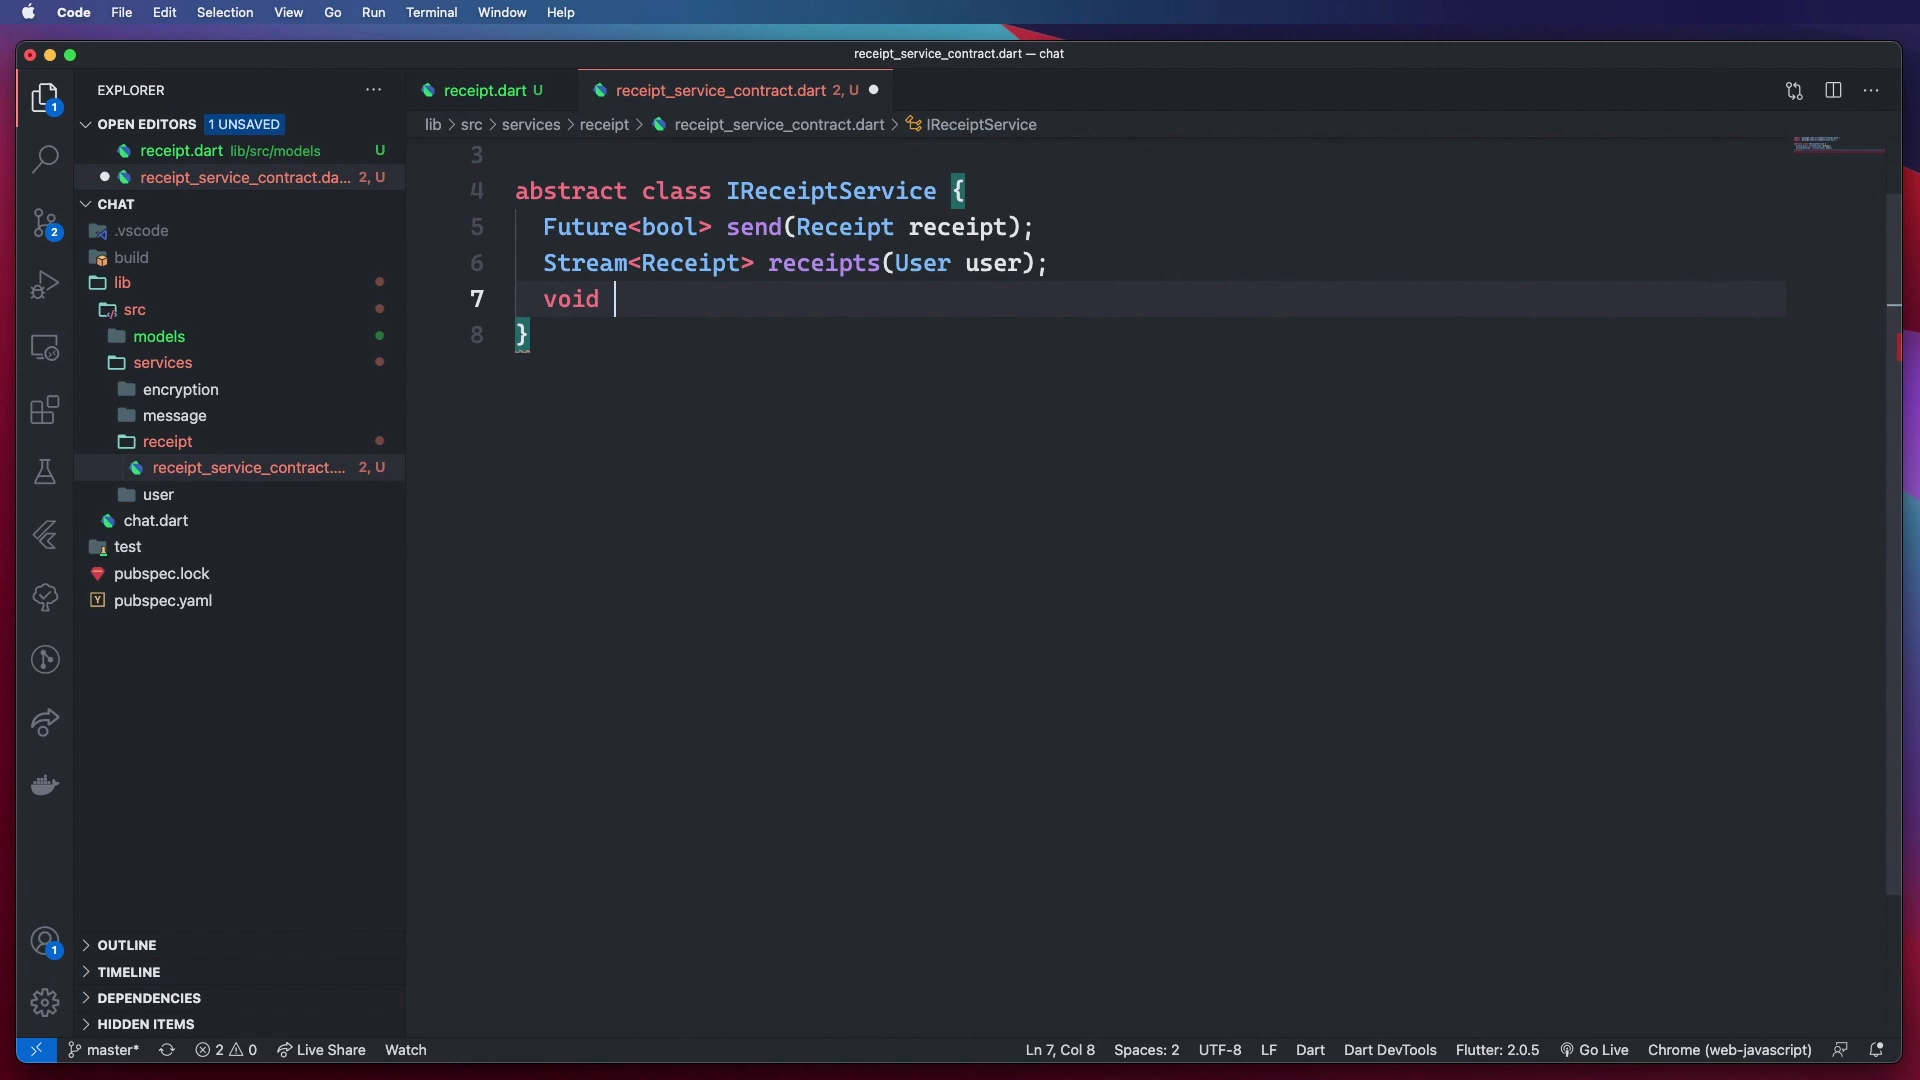 Code File Edit Selection View Go Run Terminal Window Help
receipt_service_contract.dart — chat
1
EXPLORER
receipt.dart U
receipt_service_contract.dart 2, U
OPEN EDITORS 1 UNSAVED
lib > src > services > receipt > receipt_service_contract.dart > IReceiptService
receipt.dart lib/src/models U
receipt_service_contract.da... 2, U
CHAT
2
.vscode
build
lib
src
models
services
encryption
message
receipt
receipt_service_contract.... 2, U
user
chat.dart
test
pubspec.lock
Y pubspec.yaml
3
4 abstract class IReceiptService {
5 Future<bool> send(Receipt receipt);
6 Stream<Receipt> receipts(User user);
7 void
8 }
1
OUTLINE
TIMELINE
DEPENDENCIES
HIDDEN ITEMS
master* 2 0 Live Share Watch Ln 7, Col 8 Spaces: 2 UTF-8 LF Dart Dart DevTools Flutter: 2.0.5 Go Live Chrome (web-javascript)